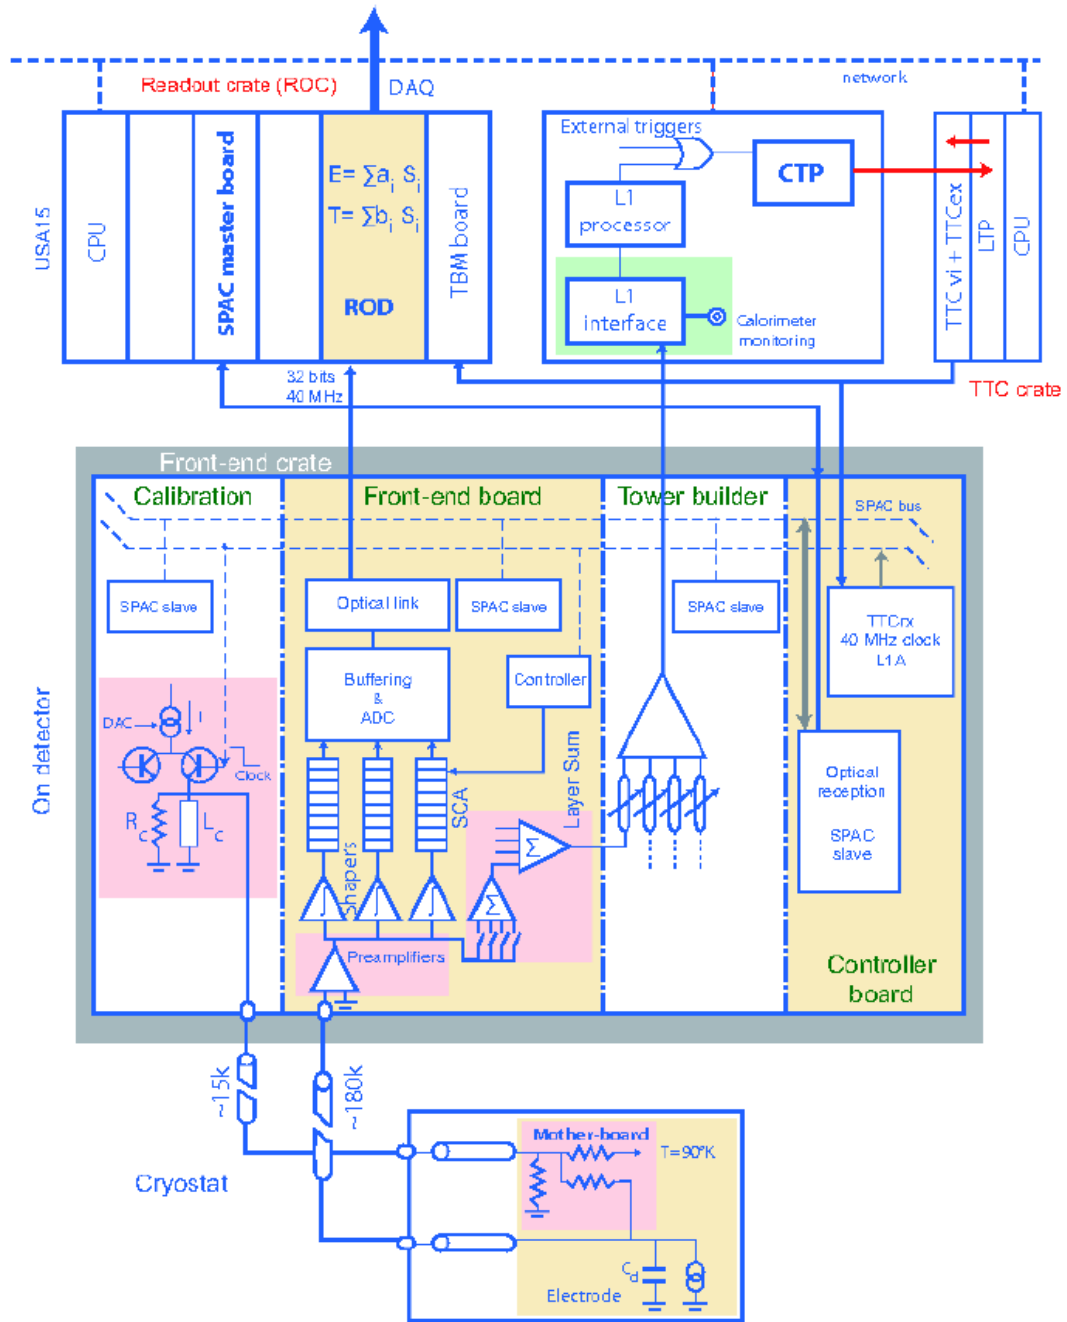 network
Readout crate (ROC)
DAQ
External triggers
CTP
E= ∑aᵢ Sᵢ
T= ∑bᵢ Sᵢ
ROD
USA15
CPU
SPAC master board
TBM board
L1
processor
L1
interface
Calorimeter
monitoring
TTC vi + TTCex
LTP
CPU
TTC crate
32 bits
40 MHz
Front-end crate
Calibration
Front-end board
Tower builder
SPAC bus
SPAC slave
Optical link
SPAC slave
SPAC slave
TTCrx
40 MHz clock
L1A
Buffering
&
ADC
Controller
On detector
DAC
I
Clock
R_c
L_c
SCA
Layer Sum
Shapers
∑
∑
Optical
reception
SPAC
slave
Preamplifiers
Controller
board
~15k
~180k
Mother-board
T=90°K
Cryostat
C_d
Electrode